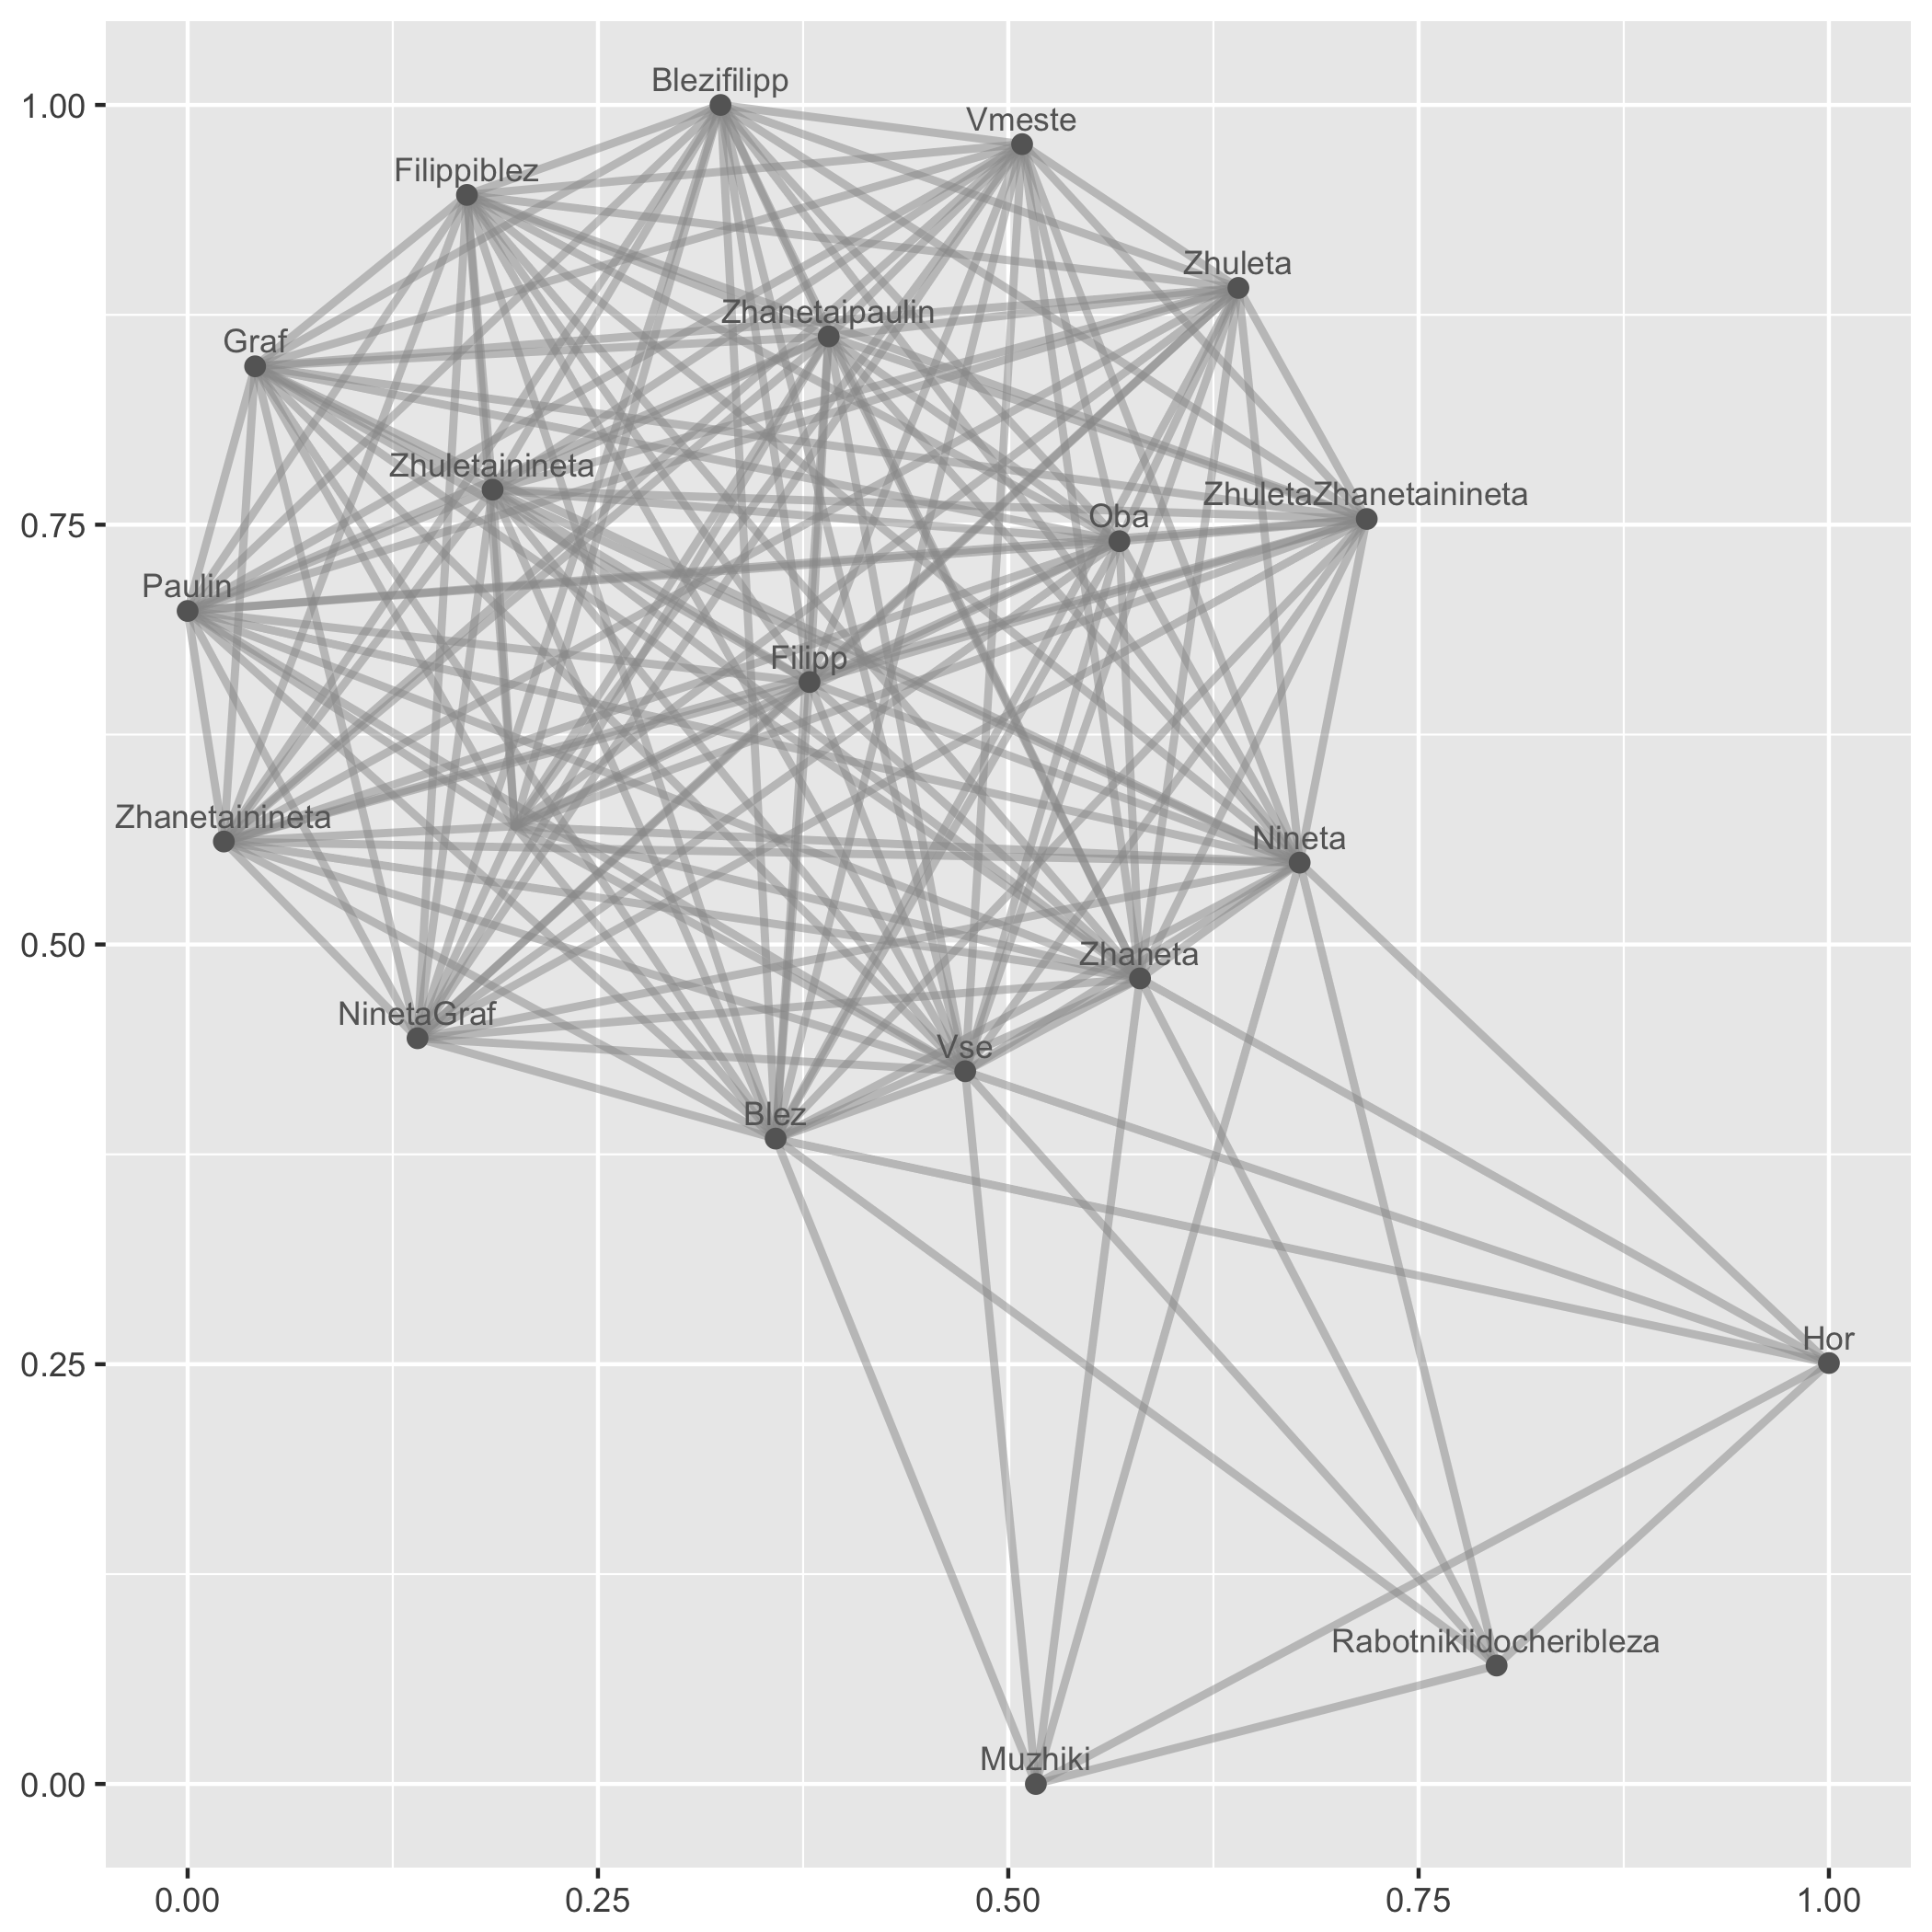 Blezifilipp
1.00
Vmeste
Filippiblez
Zhuleta
Zhanetaipaulin
Graf
Zhuletainineta
ZhuletaZhanetainineta
Oba
0.75
Paulin
Filipp
Zhanetainineta
Nineta
0.50
Zhaneta
NinetaGraf
Vse
Blez
Hor
0.25
Rabotnikiidocheribleza
Muzhiki
0.00
0.00 0.25 0.50 0.75 1.00